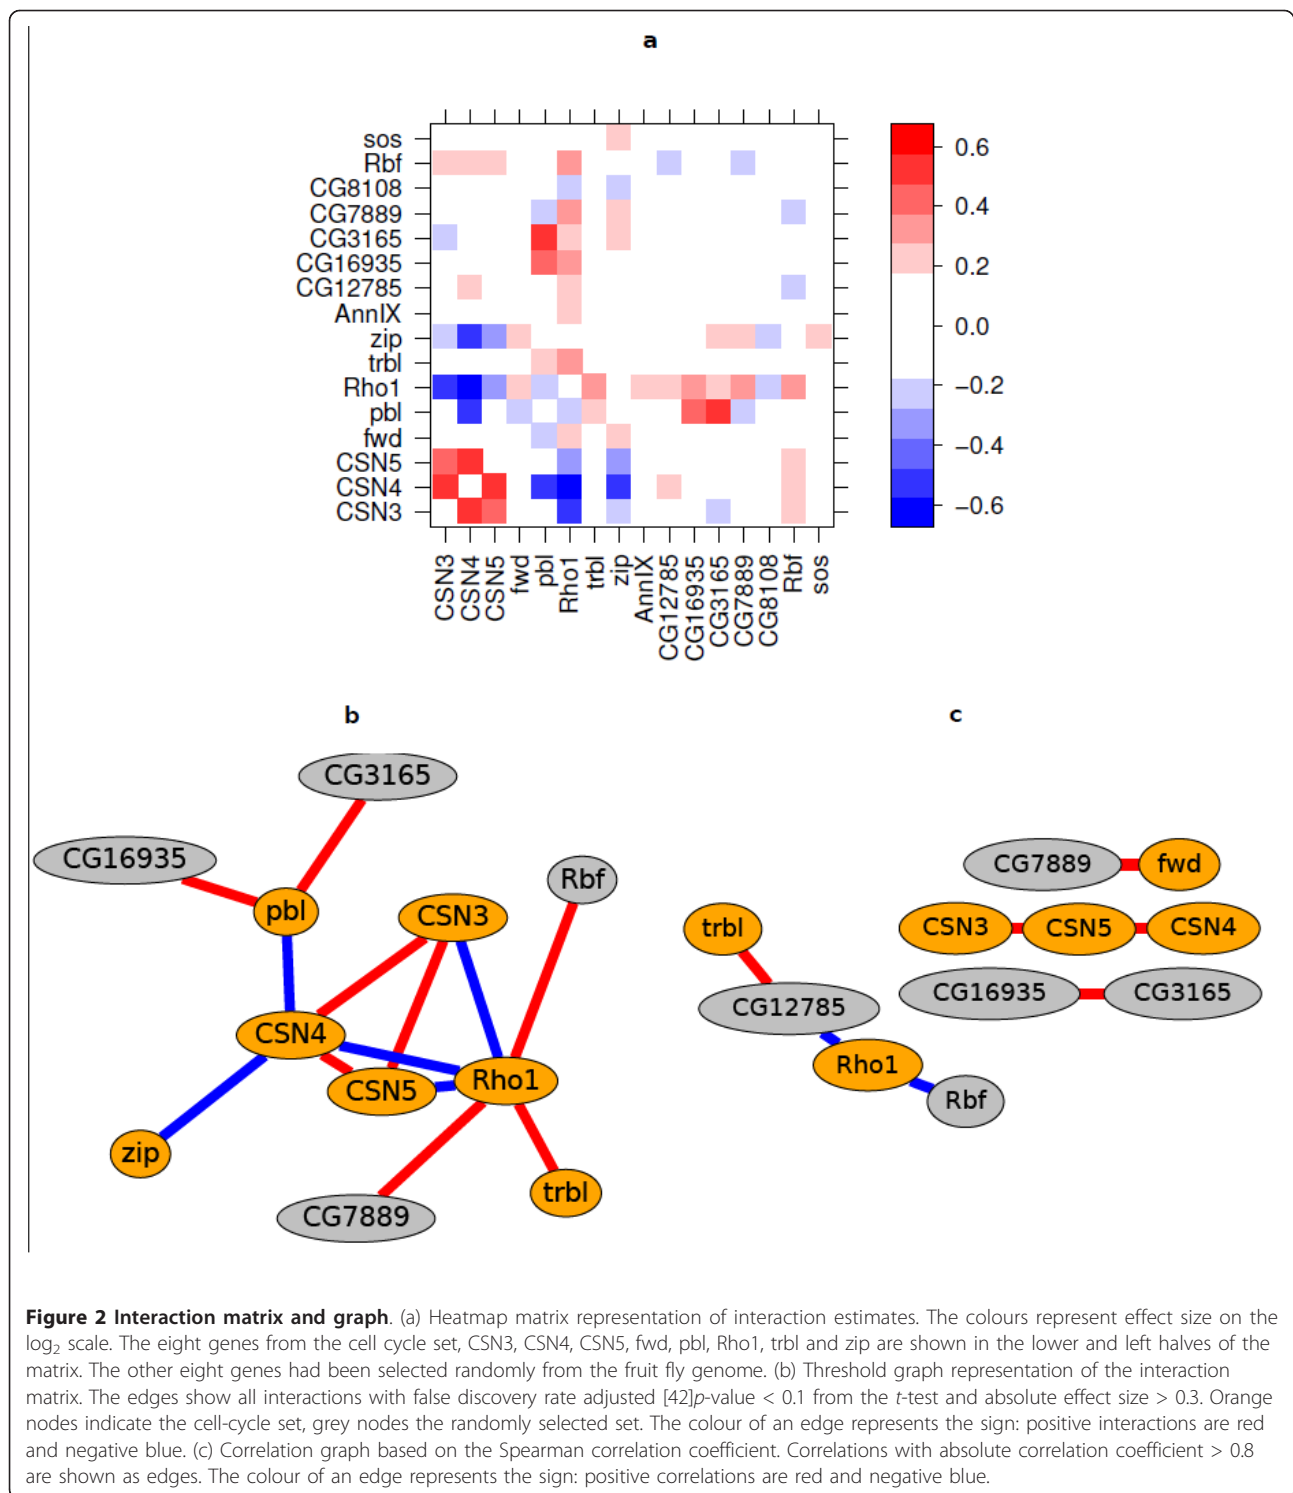 a
sos
Rbf
CG8108
CG7889
CG3165
CG16935
CG12785
AnnIX
zip
trbl
Rho1
pbl
fwd
CSN5
CSN4
CSN3
0.6
0.4
0.2
0.0
−0.2
−0.4
−0.6
CSN3
CSN4
CSN5
fwd
pbl
Rho1
trbl
zip
AnnIX
CG12785
CG16935
CG3165
CG7889
CG8108
Rbf
sos
b
CG3165
CG16935
Rbf
pbl
CSN3
CSN4
CSN5
Rho1
zip
trbl
CG7889
c
CG7889
fwd
trbl
CSN3
CSN5
CSN4
CG16935
CG3165
CG12785
Rho1
Rbf
Figure 2 Interaction matrix and graph. (a) Heatmap matrix representation of interaction estimates. The colours represent effect size on the
log2 scale. The eight genes from the cell cycle set, CSN3, CSN4, CSN5, fwd, pbl, Rho1, trbl and zip are shown in the lower and left halves of the
matrix. The other eight genes had been selected randomly from the fruit fly genome. (b) Threshold graph representation of the interaction
matrix. The edges show all interactions with false discovery rate adjusted [42]p-value < 0.1 from the t-test and absolute effect size > 0.3. Orange
nodes indicate the cell-cycle set, grey nodes the randomly selected set. The colour of an edge represents the sign: positive interactions are red
and negative blue. (c) Correlation graph based on the Spearman correlation coefficient. Correlations with absolute correlation coefficient > 0.8
are shown as edges. The colour of an edge represents the sign: positive correlations are red and negative blue.